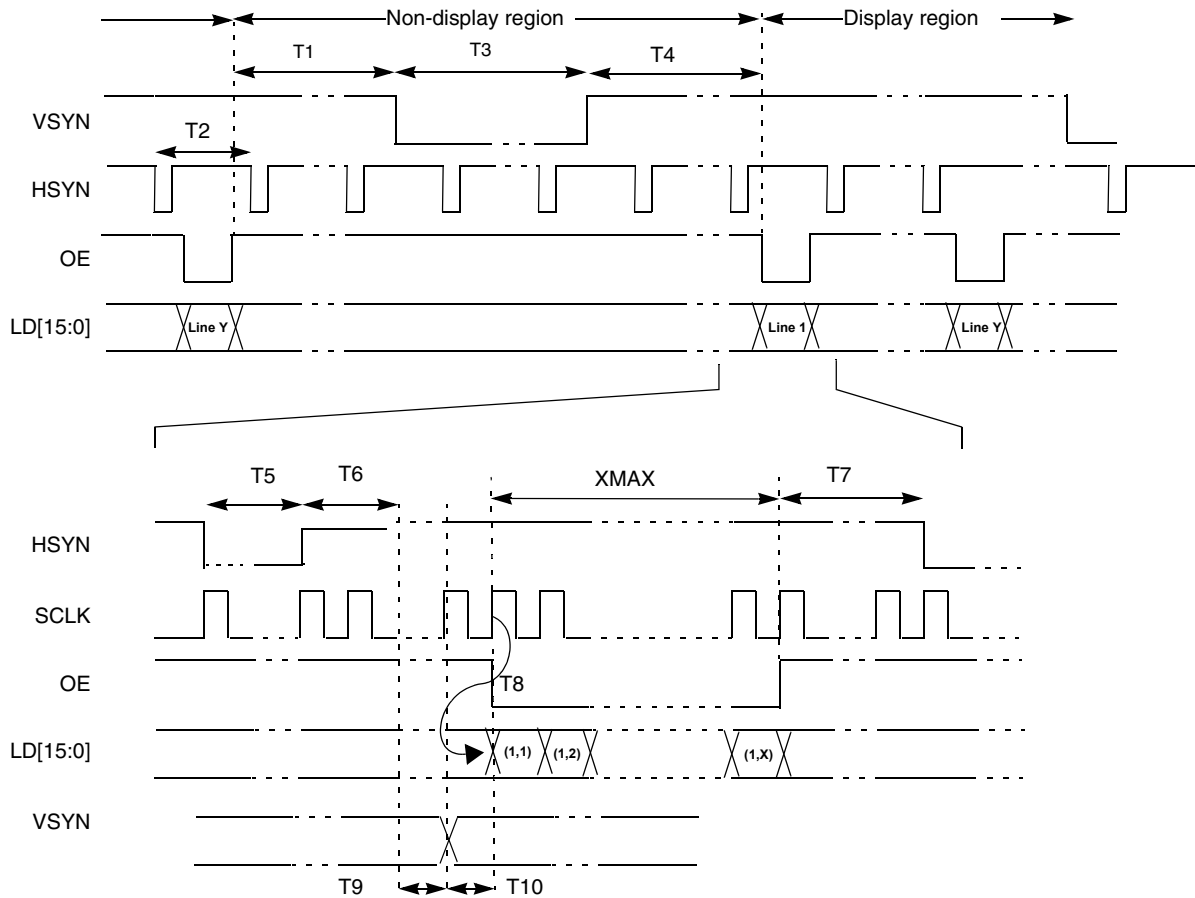 Non-display region
Display region
T1
T3
T4
VSYN
T2
HSYN
OE
LD[15:0]
Line Y
Line 1
Line Y
T5
T6
XMAX
T7
HSYN
SCLK
OE
T8
LD[15:0]
(1,1)
(1,2)
(1,X)
VSYN
T9
T10